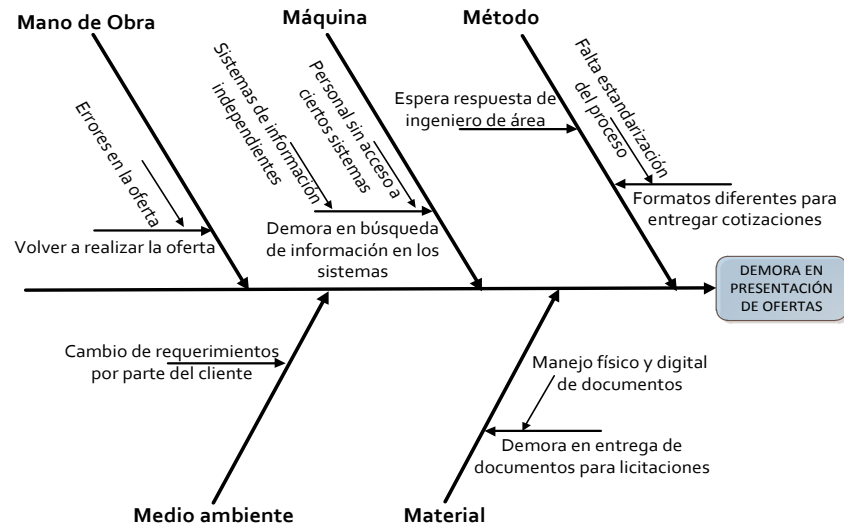 Mano de Obra
Máquina
Método
Errores en la oferta
Volver a realizar la oferta
Sistemas de información
independientes
Personal sin acceso a
ciertos sistemas
Demora en búsqueda
de información en los
sistemas
Espera respuesta de
ingeniero de área
Falta estandarización
del proceso
Formatos diferentes para
entregar cotizaciones
DEMORA EN
PRESENTACIÓN
DE OFERTAS
Cambio de requerimientos
por parte del cliente
Manejo físico y digital
de documentos
Demora en entrega de
documentos para licitaciones
Medio ambiente
Material